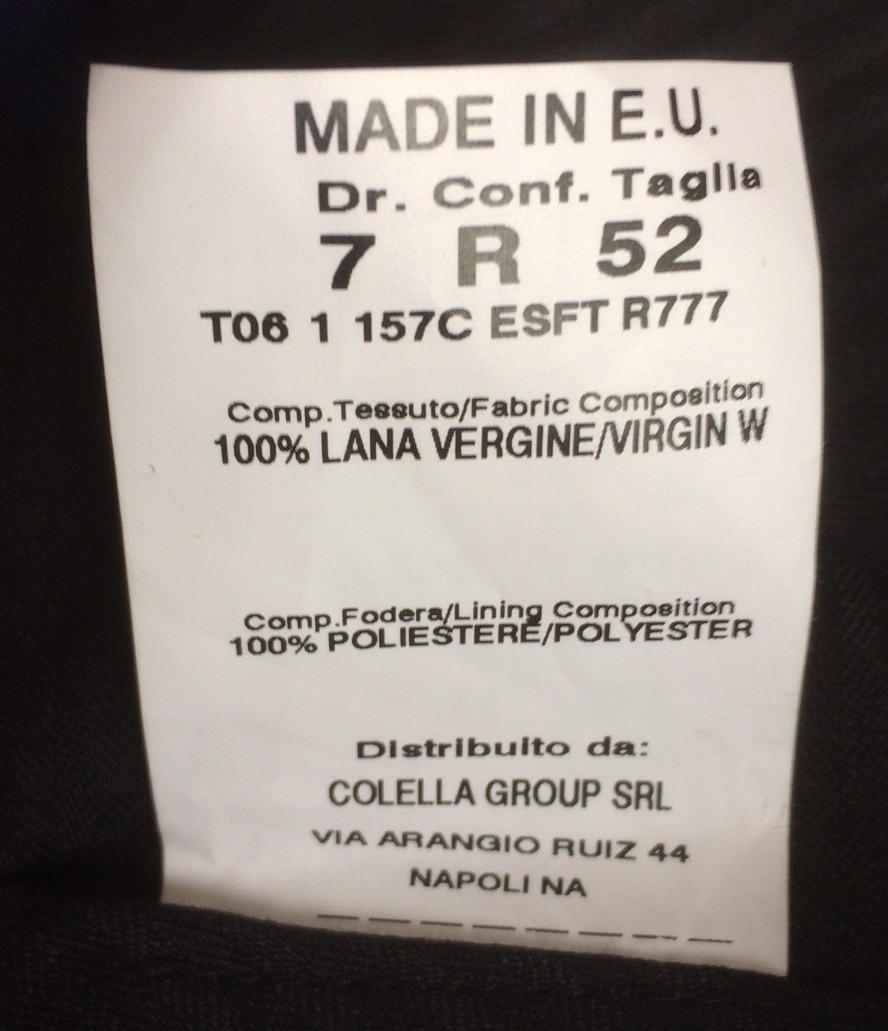 MADE IN E.U.
Dr. Conf. Taglia
7 R 52
T06 1 157C ESFT R777
Comp.Tessuto/Fabric Composition
100% LANA VERGINE/VIRGIN W
Comp.Fodera/Lining Composition
100% POLIESTERE/POLYESTER
Distribuito da:
COLELLA GROUP SRL
VIA ARANGIO RUIZ 44
NAPOLI NA